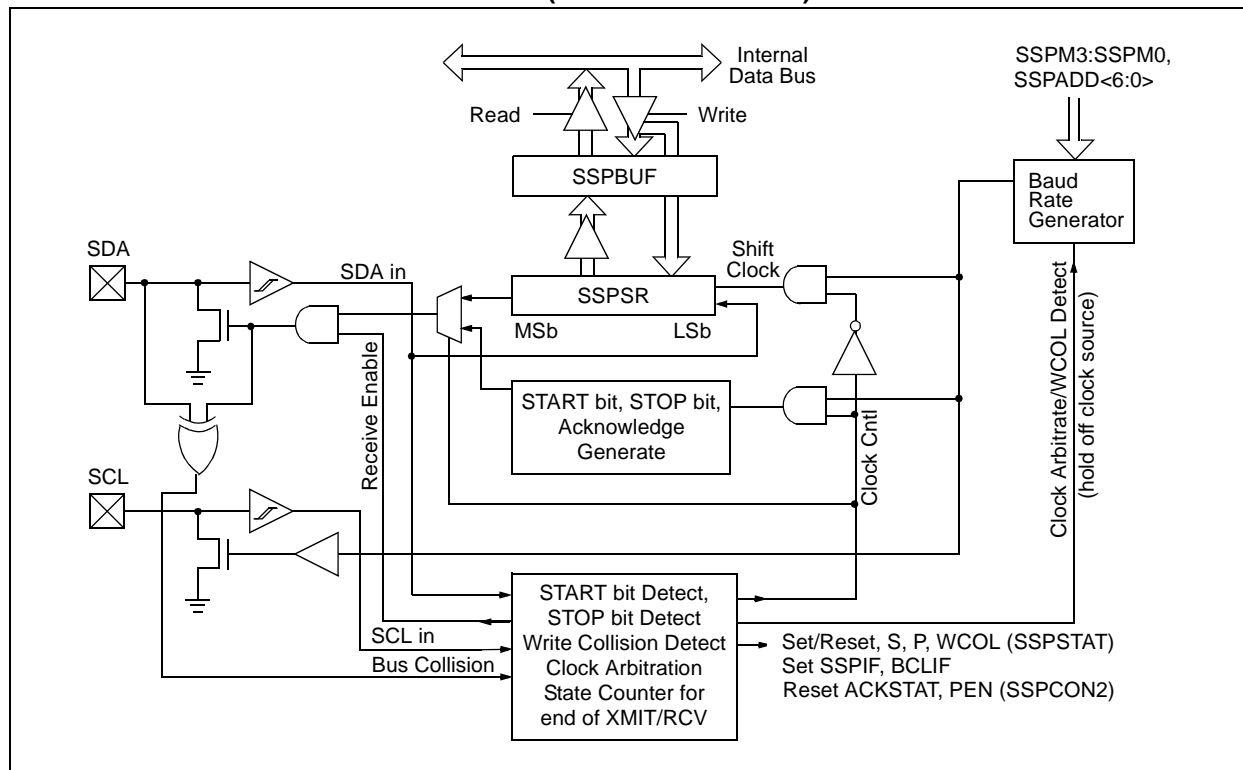 Internal
Data Bus
SSPM3:SSPM0,
SSPADD<6:0>
Read
Write
SSPBUF
Baud
Rate
Generator
SDA
SDA in
Shift
Clock
SSPSR
MSb
LSb
START bit, STOP bit,
Acknowledge
Generate
Receive Enable
Clock Cntl
Clock Arbitrate/WCOL Detect
(hold off clock source)
SCL
SCL in
Bus Collision
START bit Detect,
STOP bit Detect
Write Collision Detect
Clock Arbitration
State Counter for
end of XMIT/RCV
Set/Reset, S, P, WCOL (SSPSTAT)
Set SSPIF, BCLIF
Reset ACKSTAT, PEN (SSPCON2)